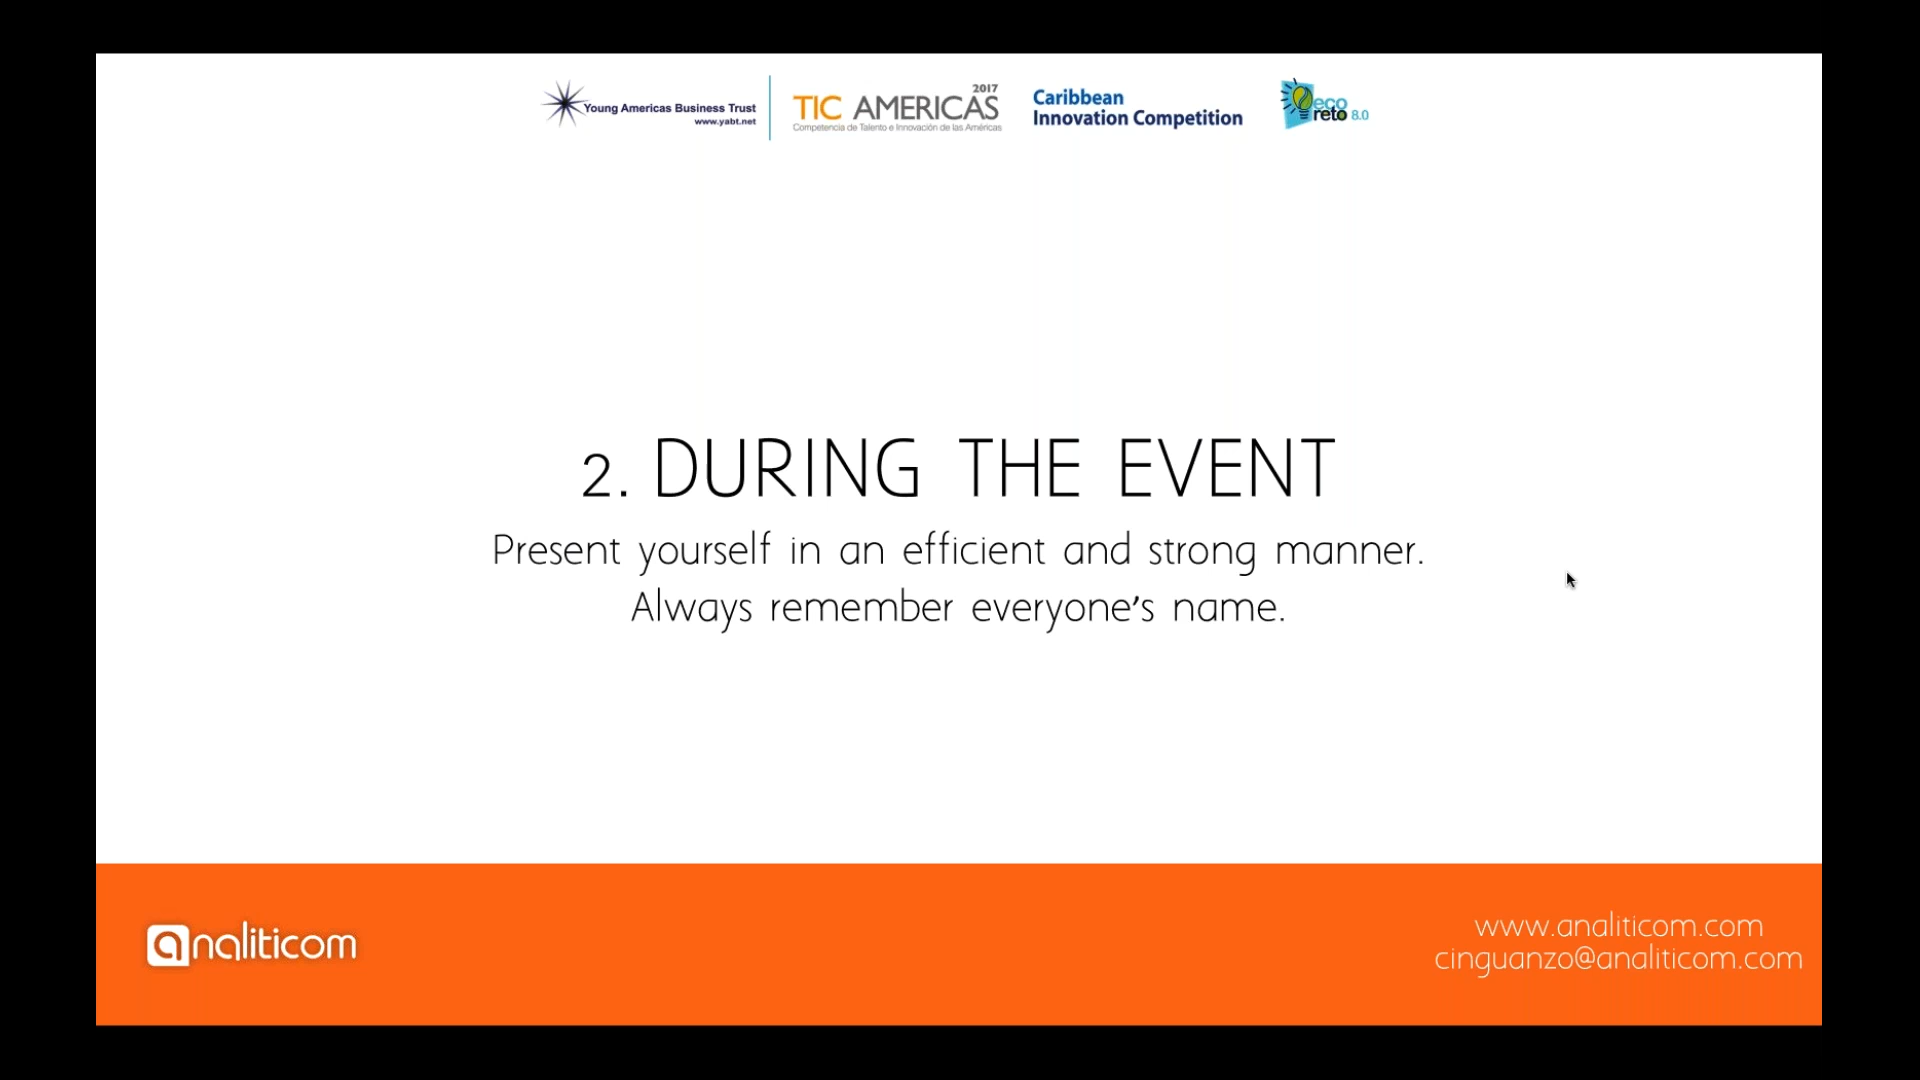 Young Americas Business Trust
www.yabt.net
2017
TIC AMERICAS
Competencia de Talento e Innovación de las Américas
Caribbean
Innovation Competition
eco
reto 8.0
2. DURING THE EVENT
Present yourself in an efficient and strong manner.
Always remember everyone's name.
analiticom
www.analiticom.com
cinguanzo@analiticom.com